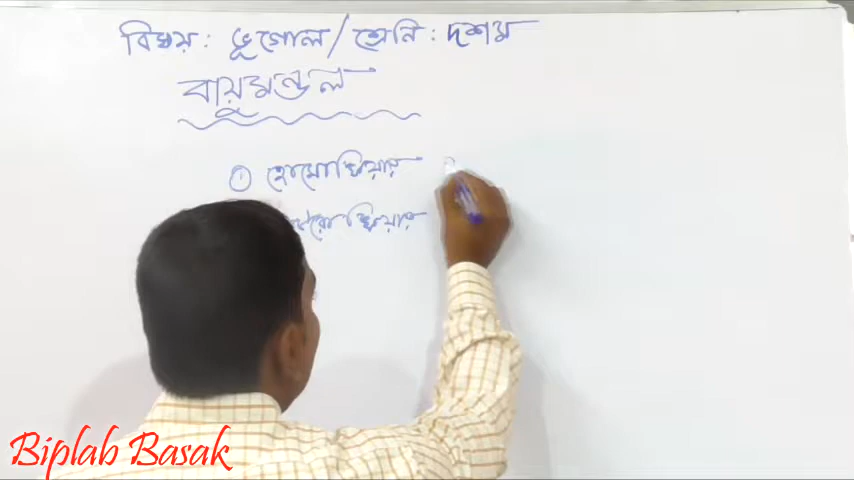 বিষয় : ভূগোল / শ্রেনি : দশম
বায়ুমন্ডল
① হোমোস্ফিয়ার
রোস্ফিয়ার
Biplab Basak